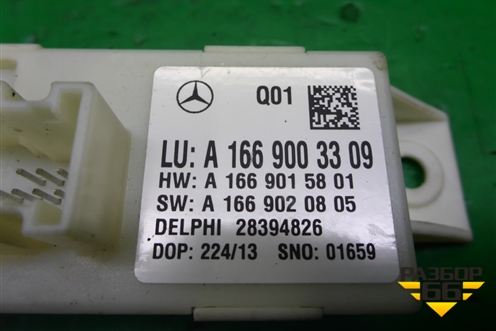 Q01
LU: A 166 900 33 09
HW: A 166 901 58 01
SW: A 166 902 08 05
DELPHI 28394826
DOP: 224/13 SNO: 01659
РАЗБОР
66